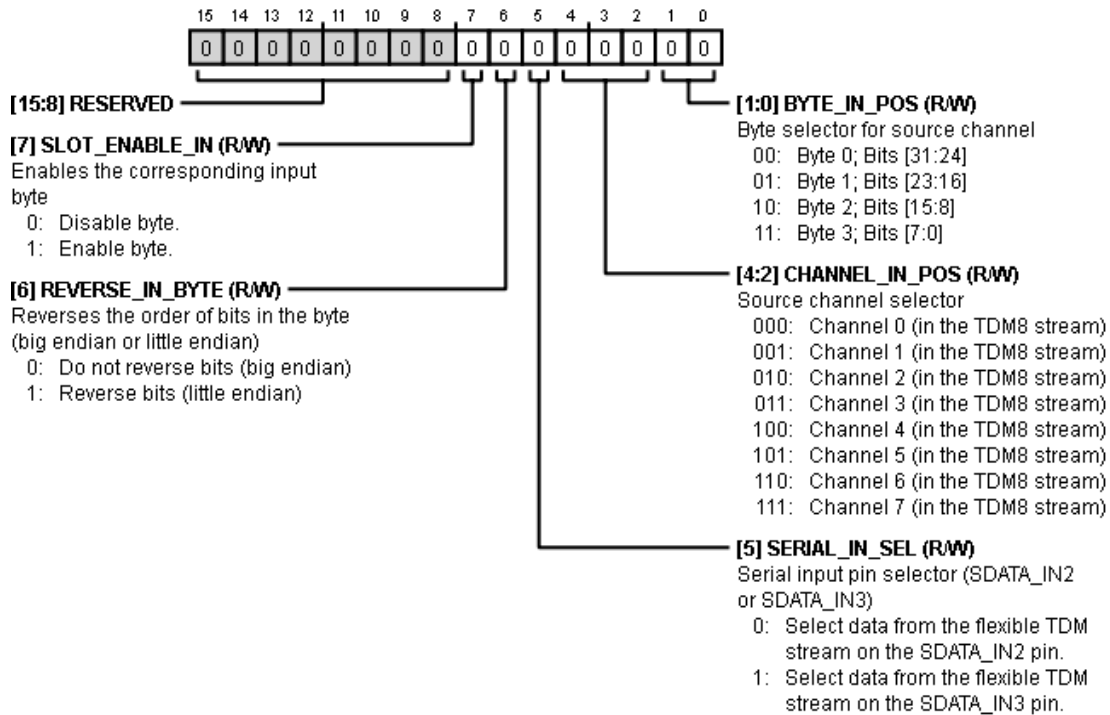 15 14 13 12 11 10 9 8 7 6 5 4 3 2 1 0
0 0 0 0 0 0 0 0 0 0 0 0 0 0 0 0
[15:8] RESERVED
[7] SLOT_ENABLE_IN (R/W)
Enables the corresponding input
byte
0: Disable byte.
1: Enable byte.
[6] REVERSE_IN_BYTE (R/W)
Reverses the order of bits in the byte
(big endian or little endian)
0: Do not reverse bits (big endian)
1: Reverse bits (little endian)
[1:0] BYTE_IN_POS (R/W)
Byte selector for source channel
00: Byte 0; Bits [31:24]
01: Byte 1; Bits [23:16]
10: Byte 2; Bits [15:8]
11: Byte 3; Bits [7:0]
[4:2] CHANNEL_IN_POS (R/W)
Source channel selector
000: Channel 0 (in the TDM8 stream)
001: Channel 1 (in the TDM8 stream)
010: Channel 2 (in the TDM8 stream)
011: Channel 3 (in the TDM8 stream)
100: Channel 4 (in the TDM8 stream)
101: Channel 5 (in the TDM8 stream)
110: Channel 6 (in the TDM8 stream)
111: Channel 7 (in the TDM8 stream)
[5] SERIAL_IN_SEL (R/W)
Serial input pin selector (SDATA_IN2
or SDATA_IN3)
0: Select data from the flexible TDM
stream on the SDATA_IN2 pin.
1: Select data from the flexible TDM
stream on the SDATA_IN3 pin.